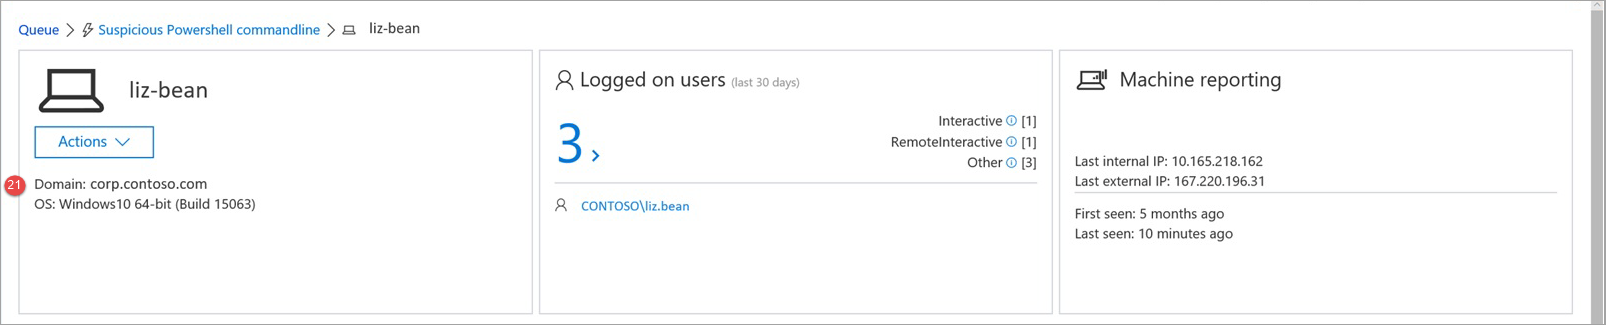 Queue > Suspicious Powershell commandline > liz-bean
liz-bean
Actions
21
Domain: corp.contoso.com
OS: Windows10 64-bit (Build 15063)
Logged on users (last 30 days)
3 >
Interactive [1]
RemoteInteractive [1]
Other [3]
CONTOSO\liz.bean
Machine reporting
Last internal IP: 10.165.218.162
Last external IP: 167.220.196.31
First seen: 5 months ago
Last seen: 10 minutes ago